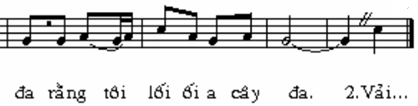 đa rằng tôi lối ối a cây đa. 2.Vải...